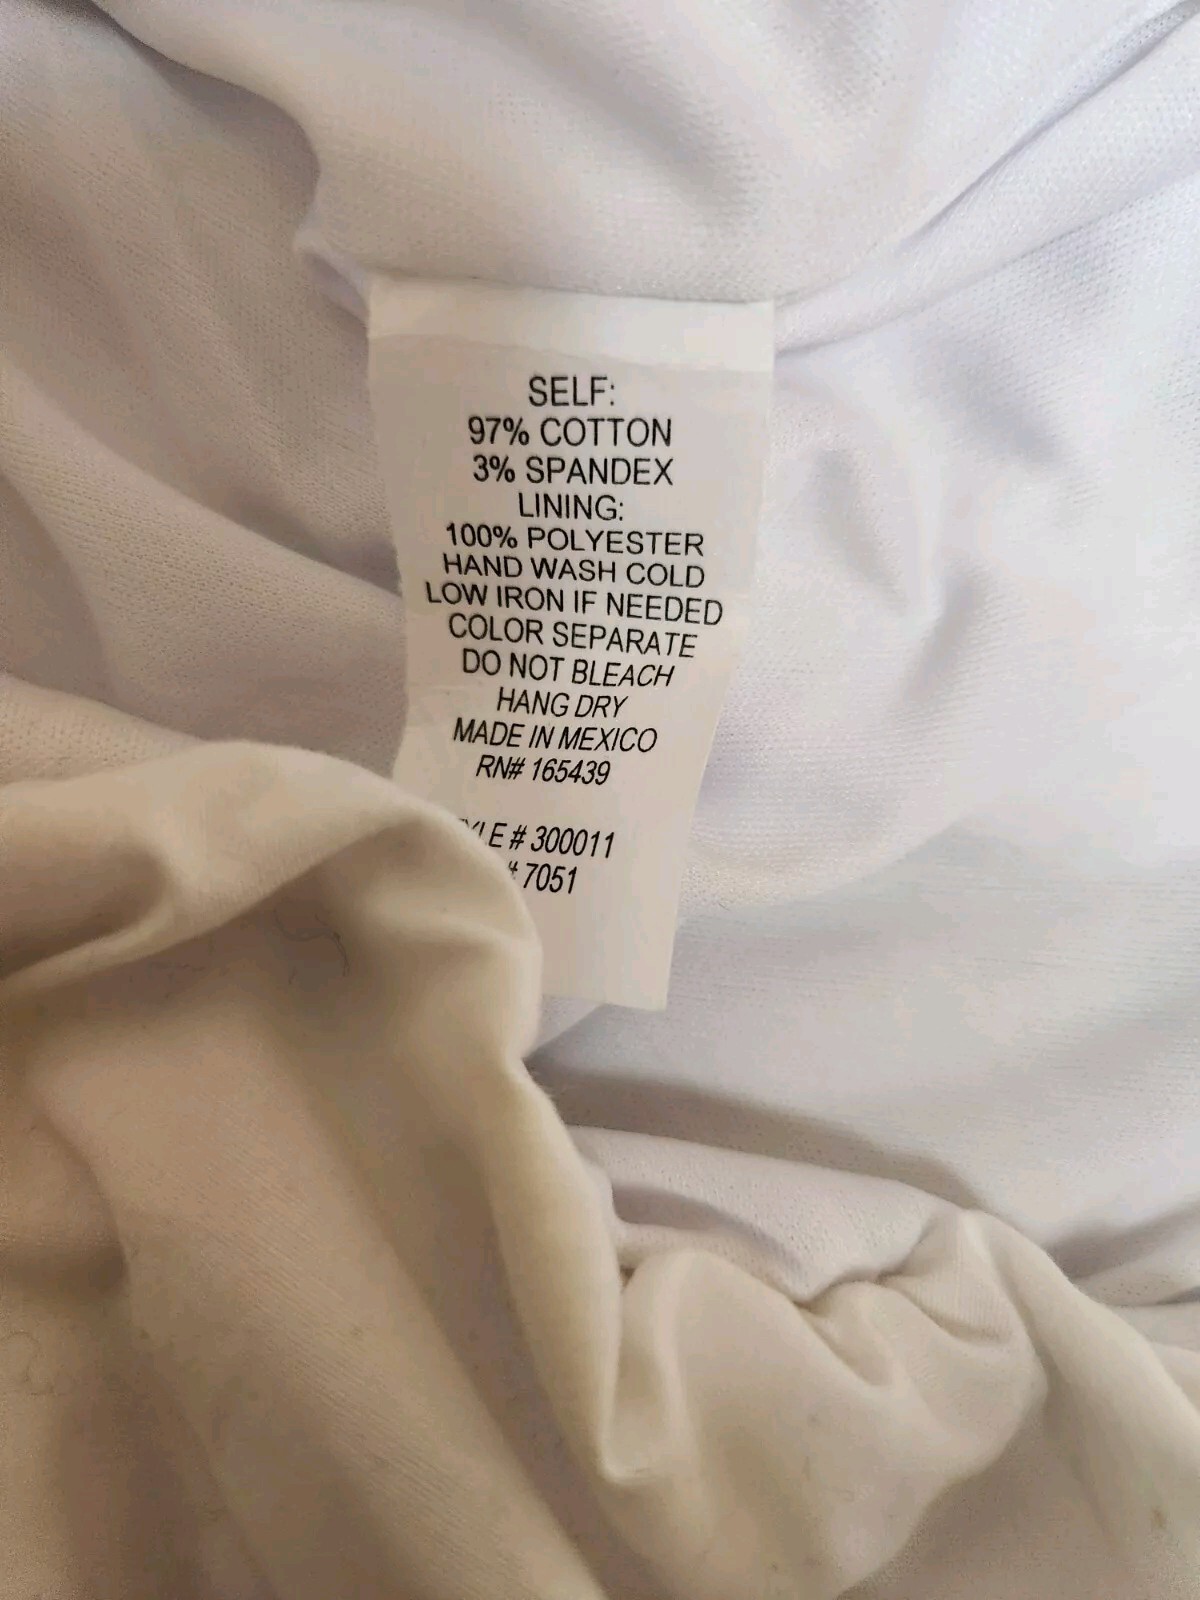 SELF:
97% COTTON
3% SPANDEX
LINING:
100% POLYESTER
HAND WASH COLD
LOW IRON IF NEEDED
COLOR SEPARATE
DO NOT BLEACH
HANG DRY
MADE IN MEXICO
RN# 165439
# 300011
# 7051